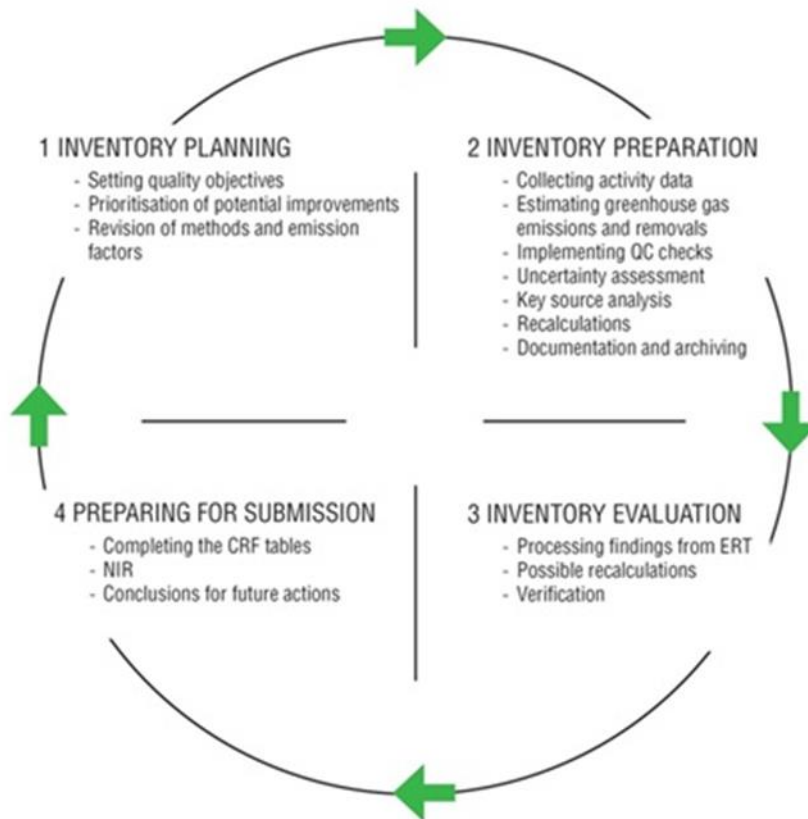 1 INVENTORY PLANNING
- Setting quality objectives
- Prioritisation of potential improvements
- Revision of methods and emission
factors
2 INVENTORY PREPARATION
- Collecting activity data
- Estimating greenhouse gas
emissions and removals
- Implementing QC checks
- Uncertainty assessment
- Key source analysis
- Recalculations
- Documentation and archiving
4 PREPARING FOR SUBMISSION
- Completing the CRF tables
- NIR
- Conclusions for future actions
3 INVENTORY EVALUATION
- Processing findings from ERT
- Possible recalculations
- Verification